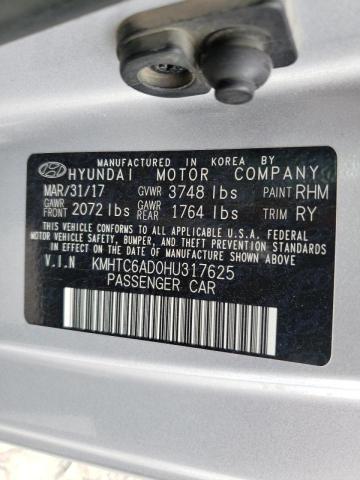 MANUFACTURED IN KOREA BY
HYUNDAI MOTOR COMPANY
MAR/31/17 GVWR 3748 lbs PAINT RHM
GAWR FRONT 2072 lbs GAWR REAR 1764 lbs TRIM RY
THIS VEHICLE CONFORMS TO ALL APPLICABLE U.S.A. FEDERAL
MOTOR VEHICLE SAFETY, BUMPER, AND THEFT PREVENTION
STANDARDS IN EFFECT ON THE DATE OF MANUFACTURE SHOWN ABOVE.
V.I.N KMHTC6AD0HU317625
PASSENGER CAR